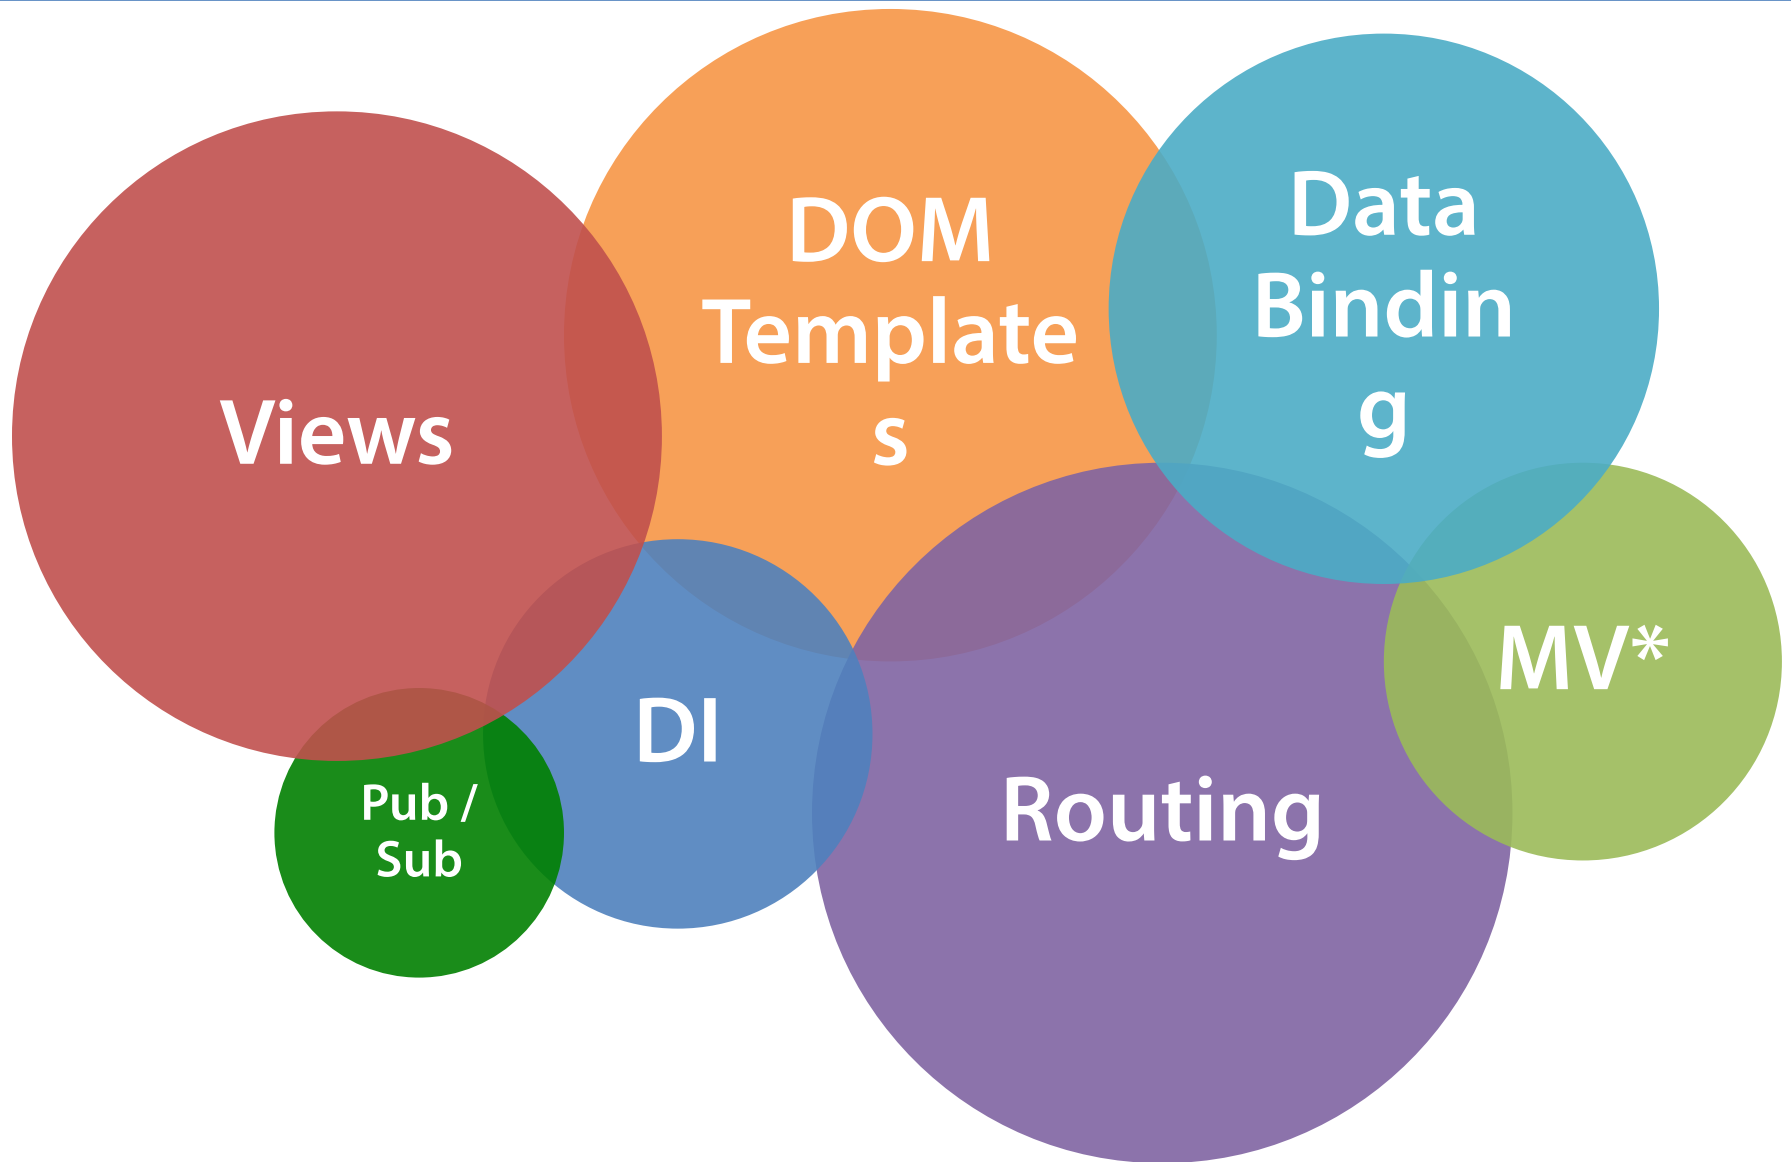 Views
DOM
Template
s
Data
Bindin
g
Pub /
Sub
DI
Routing
MV*